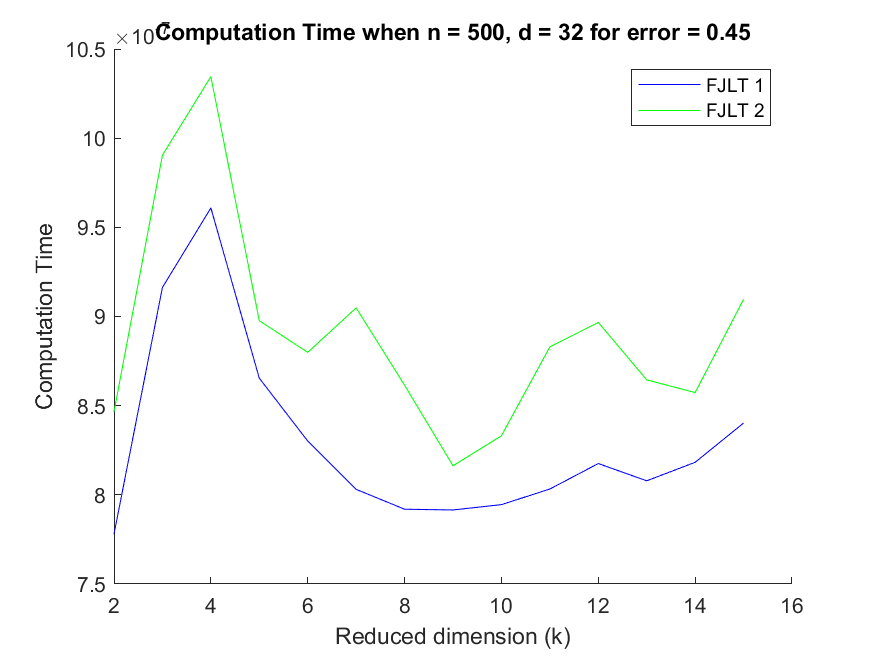 Computation Time when n = 500, d = 32 for error = 0.45
×10
FJLT 1
FJLT 2
10.5
10
9.5
9
8.5
8
7.5
Computation Time
2 4 6 8 10 12 14 16
Reduced dimension (k)